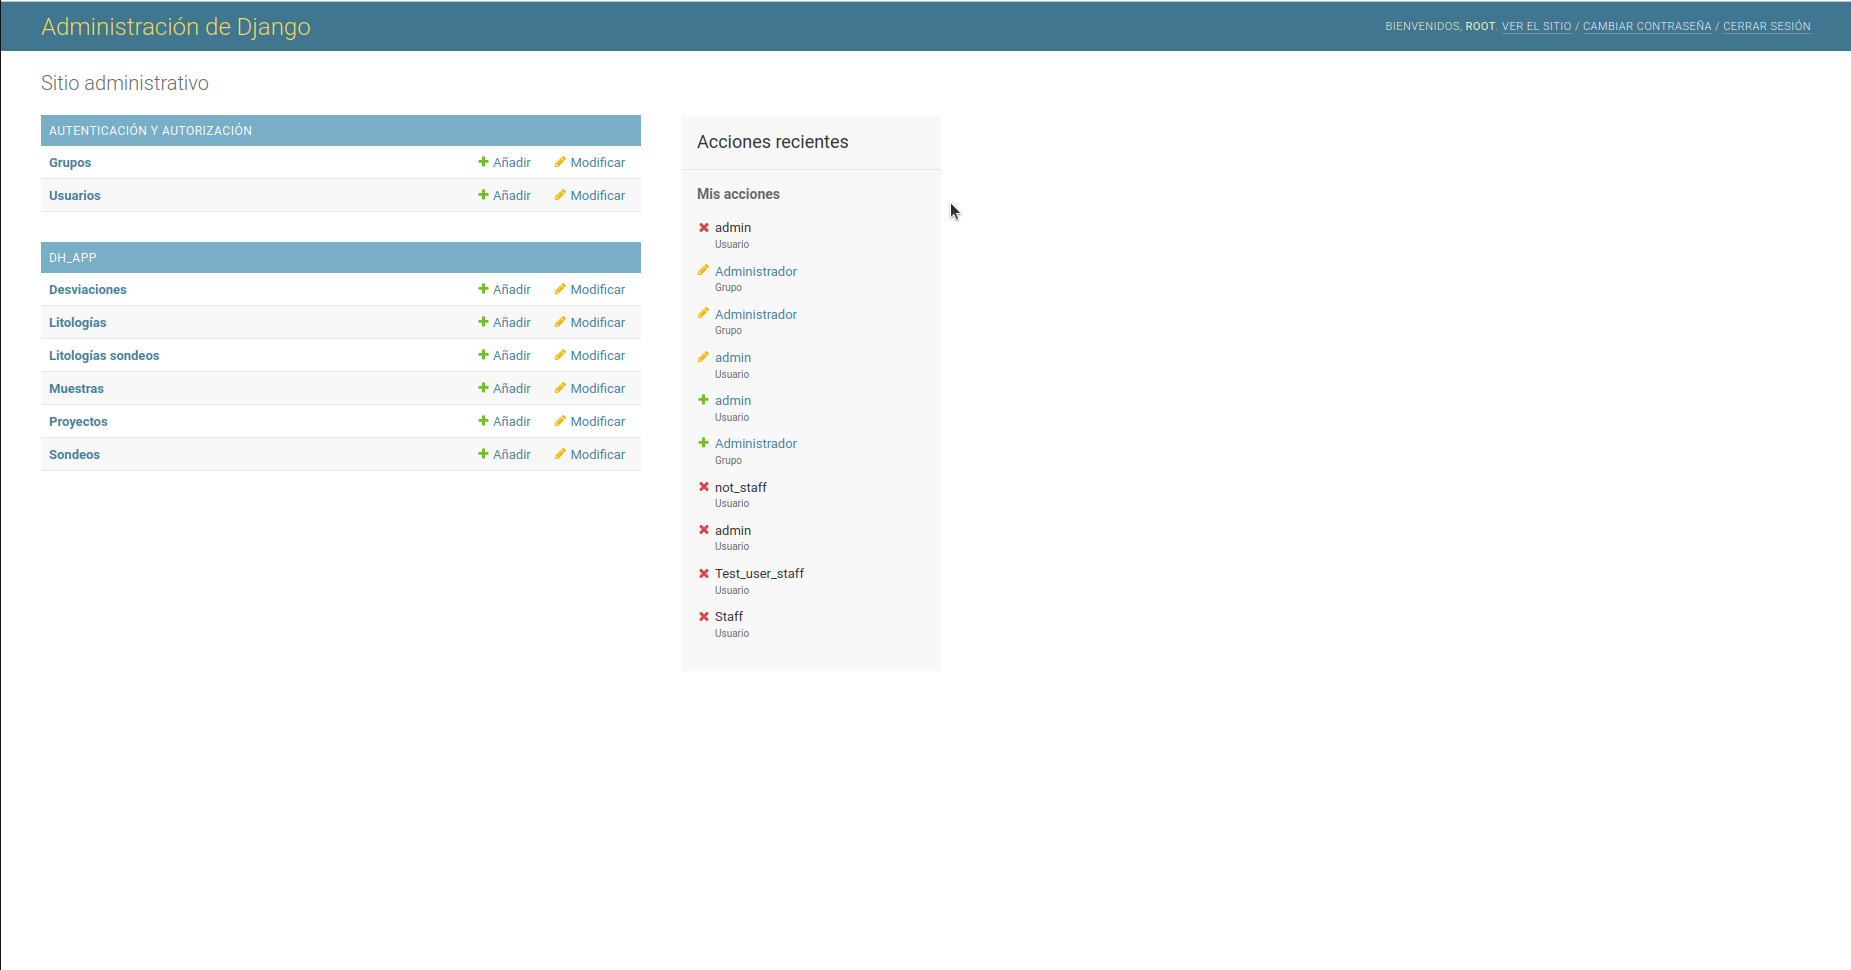 Administración de Django
BIENVENIDOS, ROOT. VER EL SITIO / CAMBIAR CONTRASEÑA / CERRAR SESIÓN
Sitio administrativo
AUTENTICACIÓN Y AUTORIZACIÓN
Grupos Añadir Modificar
Usuarios Añadir Modificar
DH_APP
Desviaciones Añadir Modificar
Litologías Añadir Modificar
Litologías sondeos Añadir Modificar
Muestras Añadir Modificar
Proyectos Añadir Modificar
Sondeos Añadir Modificar
Acciones recientes
Mis acciones
admin
Usuario
Administrador
Grupo
Administrador
Grupo
admin
Usuario
admin
Usuario
Administrador
Grupo
not_staff
Usuario
admin
Usuario
Test_user_staff
Usuario
Staff
Usuario